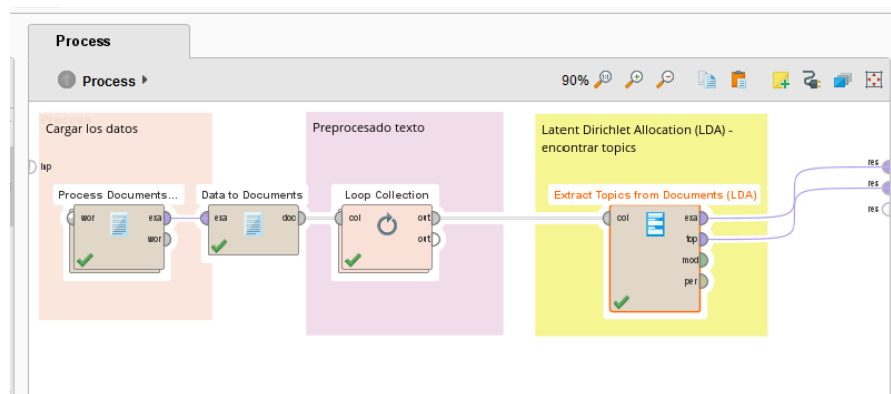 Process
Process
90%
Process
Cargar los datos
Preprocesado texto
Latent Dirichlet Allocation (LDA) -
encontrar topics
inp
res
res
res
Process Documents...
Data to Documents
Loop Collection
Extract Topics from Documents (LDA)
wor exa
wor
exa doc
col out
out
col exa
top
mod
per